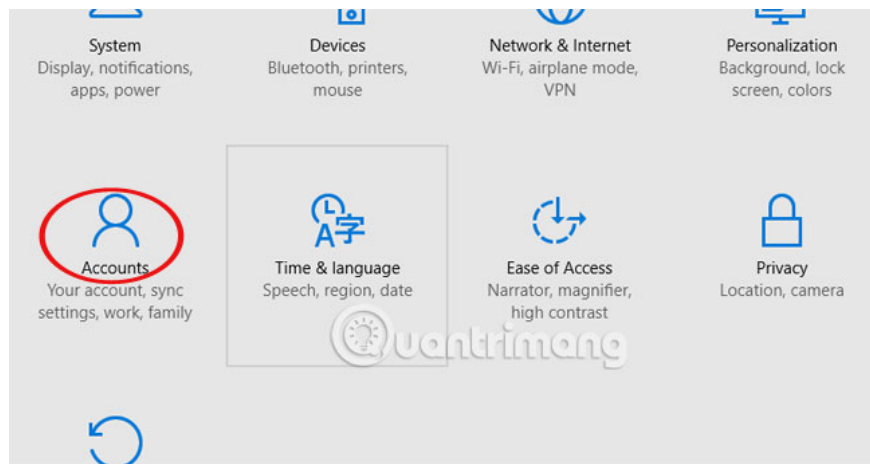 System
Display, notifications,
apps, power
Devices
Bluetooth, printers,
mouse
Network & Internet
Wi-Fi, airplane mode,
VPN
Personalization
Background, lock
screen, colors
A字
Accounts
Your account, sync
settings, work, family
Time & language
Speech, region, date
Ease of Access
Narrator, magnifier,
high contrast
Privacy
Location, camera
Quantrimang